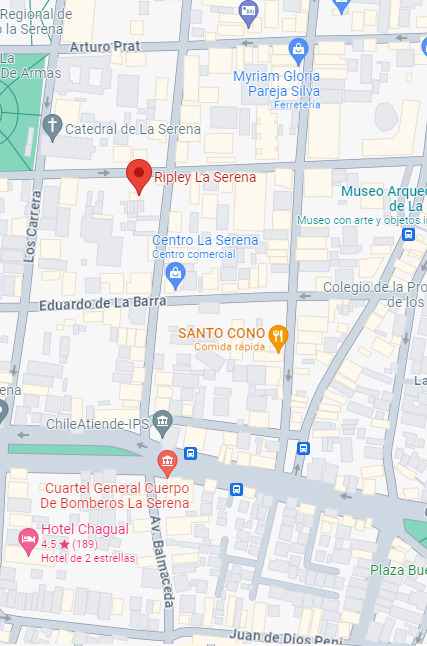 Regional de
o la Serena
Arturo Prat
La
De Armas
Myriam Gloria
Pareja Silva
Ferretería
Catedral de La Serena
Ripley La Serena
Museo Arqueo
de La
Museo con arte y objetos in
Los Carrera
Centro La Serena
Centro comercial
Colegio de la Pro
de los
Eduardo de La Barra
SANTO CONO
Comida rápida
La
ena
ChileAtiende-IPS
Cuartel General Cuerpo
De Bomberos La Serena
Av. Balmaceda
Hotel Chagual
4.5 ★ (189)
Hotel de 2 estrellas
Plaza Bue
Juan de Dios Peni